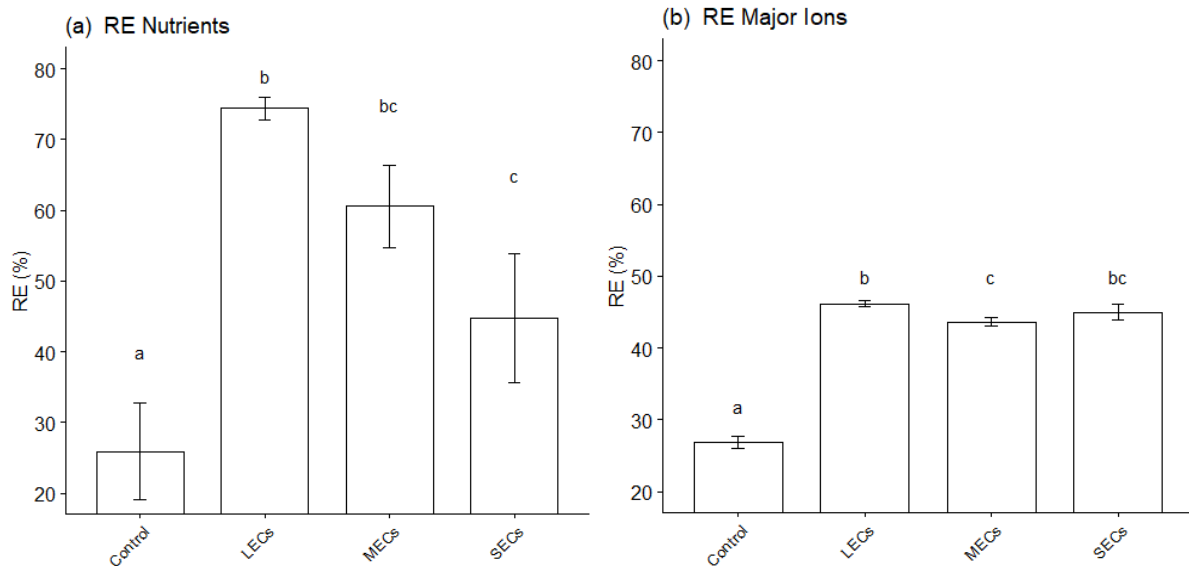 (a) RE Nutrients
RE (%)
80
70
60
50
40
30
20
a
b
bc
c
Control
LECs
MECs
SECs
(b) RE Major Ions
RE (%)
80
70
60
50
40
30
20
a
b
c
bc
Control
LECs
MECs
SECs